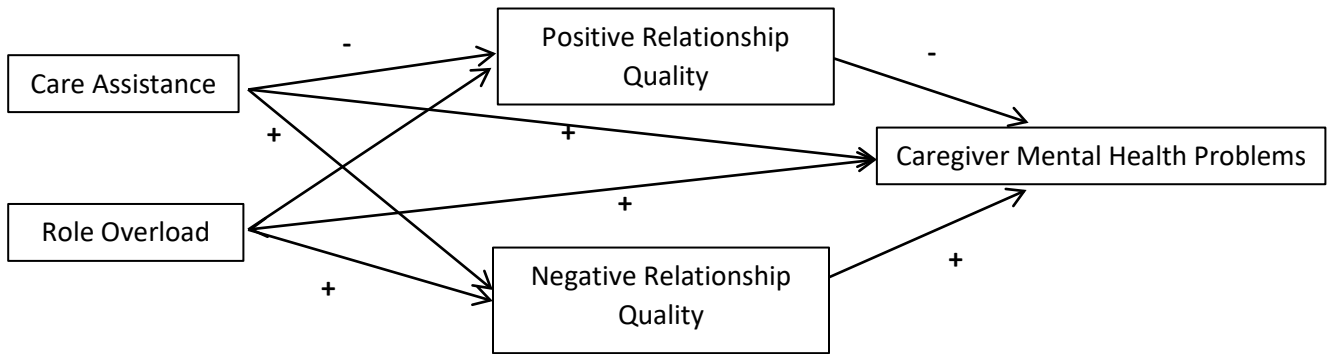 Positive Relationship
Quality
-
-
Care Assistance
+
+
Caregiver Mental Health Problems
+
Role Overload
+
Negative Relationship
Quality
+